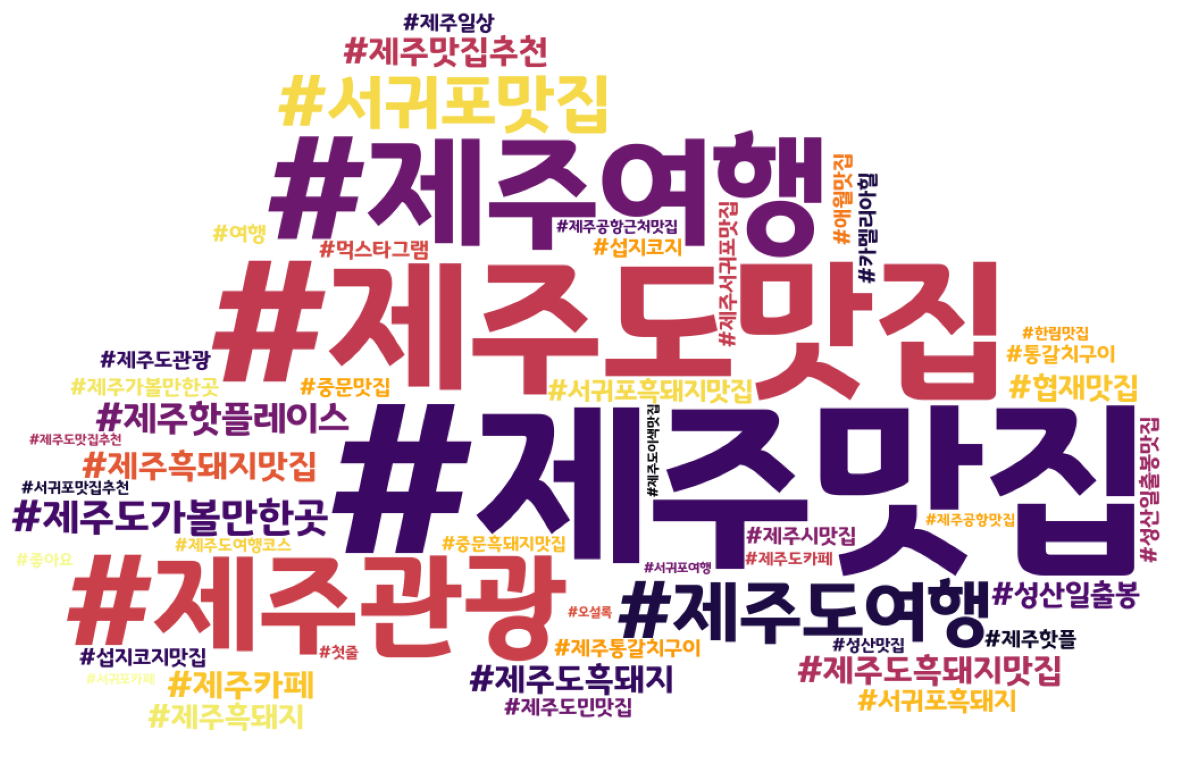 #제주일상
#제주맛집추천
#서귀포맛집
#제주여행
#애월맛집
#카멜리아힐
#제주서귀포맛집
#제주공항근처맛집
#여행
#먹스타그램
#섭지코지
#제주도맛집
#한림맛집
#통갈치구이
#제주도관광
#제주가볼만한곳
#중문맛집
#서귀포흑돼지맛집
#협재맛집
#제주핫플레이스
#제주맛집
#제주도이색맛집
#성산일출봉맛집
#제주도맛집추천
#제주흑돼지맛집
#서귀포맛집추천
#제주도가볼만한곳
#제주공항맛집
#제주시맛집
#제주도여행코스
#중문흑돼지맛집
#좋아요
#제주도카페
#서귀포여행
#제주관광
#제주도여행
#성산일출봉
#오설록
#제주핫플
#성산맛집
#첫줄
#제주통갈치구이
#섭지코지맛집
#제주도흑돼지맛집
#서귀포카페
#제주카페
#제주도흑돼지
#서귀포흑돼지
#제주도민맛집
#제주흑돼지